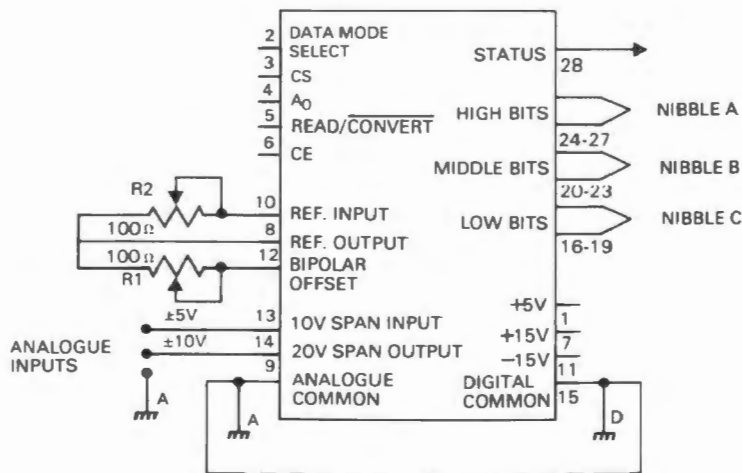 2
DATA MODE
SELECT
3
CS
4
A0
5
READ/CONVERT
6
CE
R2
10
REF. INPUT
100Ω
8
REF. OUTPUT
100Ω
12
BIPOLAR
OFFSET
R1
±5V
13
10V SPAN INPUT
±10V
14
20V SPAN OUTPUT
ANALOGUE
INPUTS
9
ANALOGUE
COMMON
A
A
STATUS
28
HIGH BITS
NIBBLE A
24-27
MIDDLE BITS
NIBBLE B
20-23
LOW BITS
NIBBLE C
16-19
+5V
1
+15V
7
−15V
11
DIGITAL
COMMON
15
D